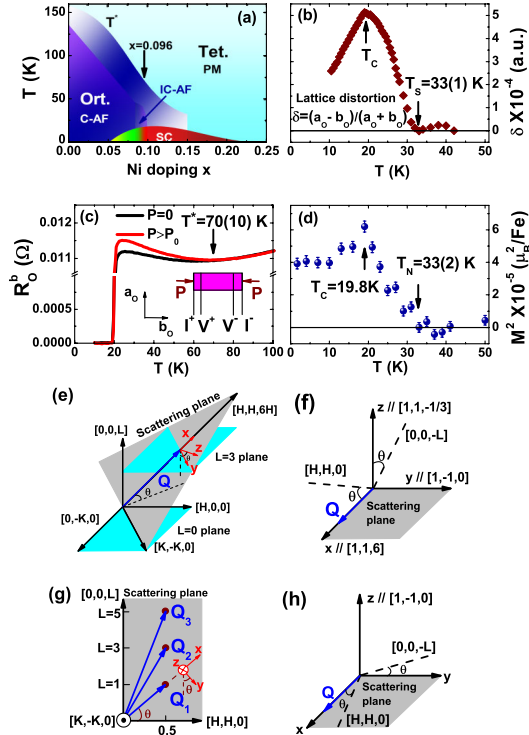 (a)
T*
x=0.096
Tet.
PM
IC-AF
Ort.
C-AF
SC
T (K)
150
100
50
0
0.00 0.05 0.10 0.15 0.20 0.25
Ni doping x
(b)
T_C
T_S=33(1) K
Lattice distortion
δ=(a_O- b_O)/(a_O+ b_O)
5
4
3
2
1
0
δ X10^-4 (a.u.)
0 10 20 30 40 50
T (K)
(c)
P=0
P>P_0
T*=70(10) K
R_O^b (Ω)
0.012
0.011
0.0005
0.0000
P P
a_O
b_O
I^+ V^+ V^- I^-
20 40 60 80 100
T (K)
(d)
T_N=33(2) K
T_C=19.8K
6
4
2
0
M^2 X10^-5 (μ_B^2/Fe)
0 10 20 30 40 50
T (K)
(e)
Scattering plane
[H,H,6H]
[0,0,L]
x
z
y
θ
Q
L=3 plane
θ
[H,0,0]
[0,-K,0]
L=0 plane
[K,-K,0]
(f)
z // [1,1,-1/3]
[0,0,-L]
θ
[H,H,0]
y // [1,-1,0]
θ
Q
Scattering
plane
x // [1,1,6]
(g)
[0,0,L] Scattering plane
L=5
L=3
L=1
Q_3
Q_2
Q_1
x
z
y
θ
θ
[K,-K,0]
0.5
[H,H,0]
(h)
z // [1,-1,0]
[0,0,-L]
θ
Q
θ
Scattering
plane
y
x
[H,H,0]